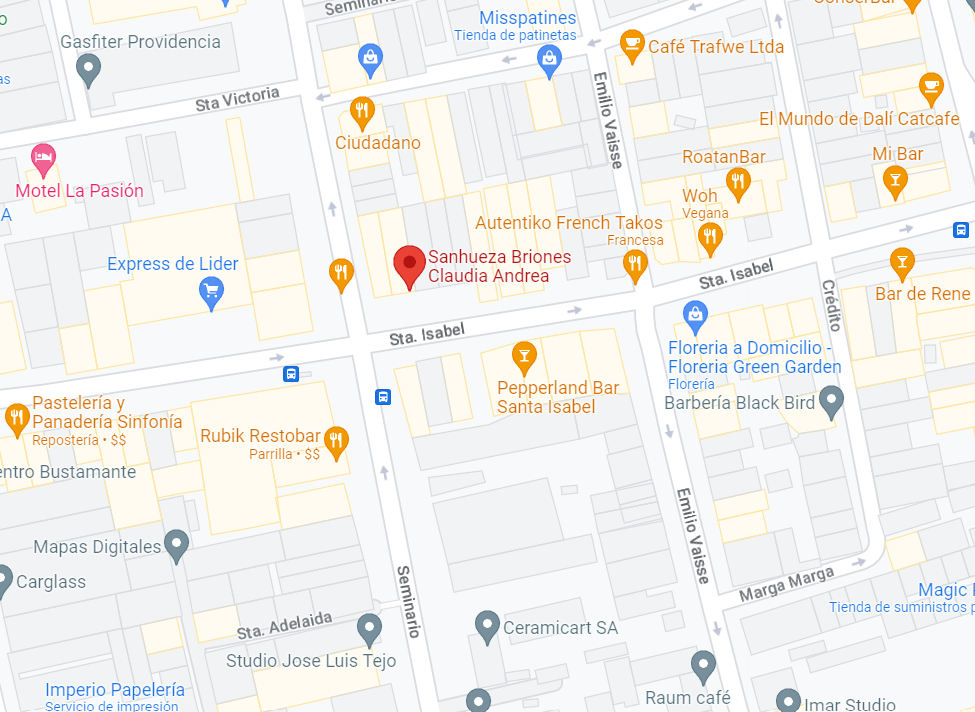 Seminario
Misspatines
Tienda de patinetas
Gasfiter Providencia
Café Trafwe Ltda
Sta Victoria
Emilio Vaisse
Ciudadano
El Mundo de Dalí Catcafe
Motel La Pasión
RoatanBar
Mi Bar
Woh
Vegana
A
Autentiko French Takos
Francesa
Express de Lider
Sanhueza Briones
Claudia Andrea
Sta. Isabel
Bar de Rene
Crédito
Sta. Isabel
Floreria a Domicilio -
Floreria Green Garden
Florería
Pepperland Bar
Santa Isabel
Barbería Black Bird
Pastelería y
Panadería Sinfonía
Repostería • $$
Rubik Restobar
Parrilla • $$
entro Bustamante
Emilio Vaisse
Mapas Digitales
Carglass
Marga Marga
Seminario
Magic
Tienda de suministros p
Sta. Adelaida
Ceramicart SA
Studio Jose Luis Tejo
Imperio Papelería
Servicio de impresión
Raum café
Imar Studio